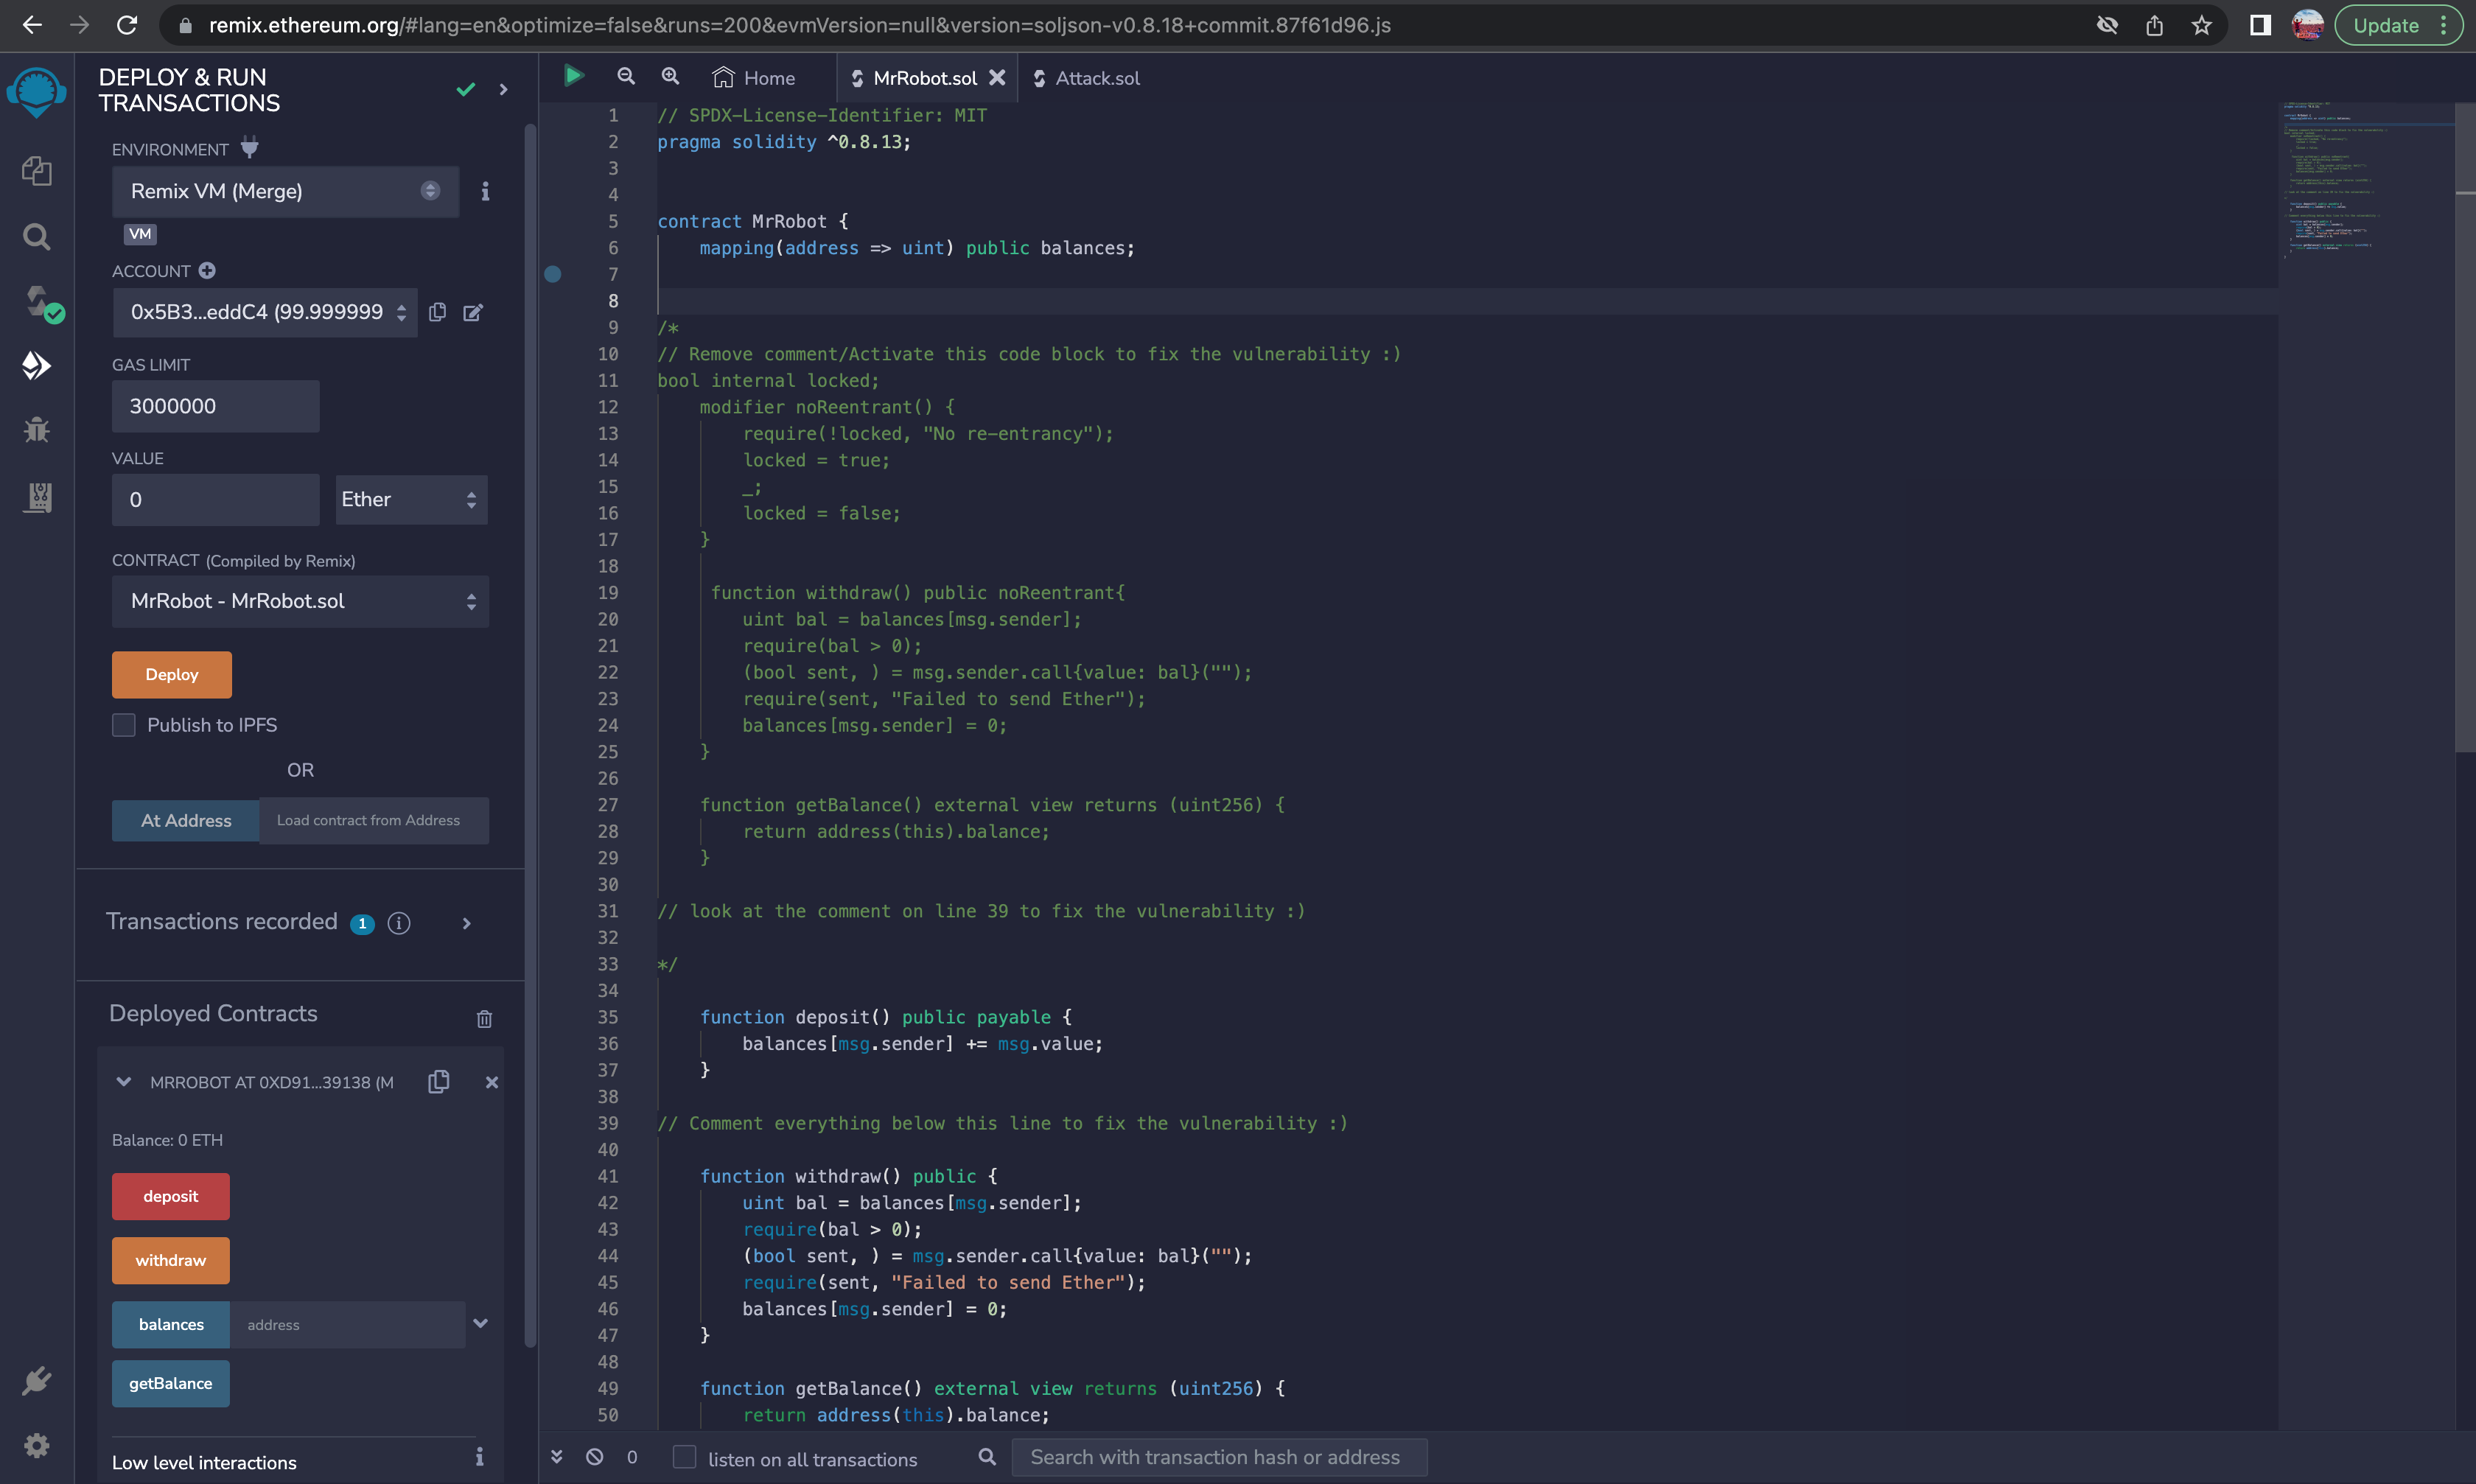 remix.ethereum.org/#lang=en&optimize=false&runs=200&evmVersion=null&version=soljson-v0.8.18+commit.87f61d96.js
Update
DEPLOY & RUN
TRANSACTIONS
ENVIRONMENT
Remix VM (Merge)
VM
ACCOUNT
0x5B3...eddC4 (99.999999
GAS LIMIT
3000000
VALUE
0
Ether
CONTRACT (Compiled by Remix)
MrRobot - MrRobot.sol
Deploy
Publish to IPFS
OR
At Address
Load contract from Address
Transactions recorded 1
Deployed Contracts
MRROBOT AT 0XD91...39138 (M
Balance: 0 ETH
deposit
withdraw
balances
address
getBalance
Low level interactions
Home
MrRobot.sol
Attack.sol
1 // SPDX-License-Identifier: MIT
2 pragma solidity ^0.8.13;
3
4
5 contract MrRobot {
6 mapping(address => uint) public balances;
7
8
9 /*
10 // Remove comment/Activate this code block to fix the vulnerability :)
11 bool internal locked;
12 modifier noReentrant() {
13 require(!locked, "No re-entrancy");
14 locked = true;
15 _;
16 locked = false;
17 }
18
19 function withdraw() public noReentrant{
20 uint bal = balances[msg.sender];
21 require(bal > 0);
22 (bool sent, ) = msg.sender.call{value: bal}("");
23 require(sent, "Failed to send Ether");
24 balances[msg.sender] = 0;
25 }
26
27 function getBalance() external view returns (uint256) {
28 return address(this).balance;
29 }
30
31 // look at the comment on line 39 to fix the vulnerability :)
32
33 */
34
35 function deposit() public payable {
36 balances[msg.sender] += msg.value;
37 }
38
39 // Comment everything below this line to fix the vulnerability :)
40
41 function withdraw() public {
42 uint bal = balances[msg.sender];
43 require(bal > 0);
44 (bool sent, ) = msg.sender.call{value: bal}("");
45 require(sent, "Failed to send Ether");
46 balances[msg.sender] = 0;
47 }
48
49 function getBalance() external view returns (uint256) {
50 return address(this).balance;
0
listen on all transactions
Search with transaction hash or address